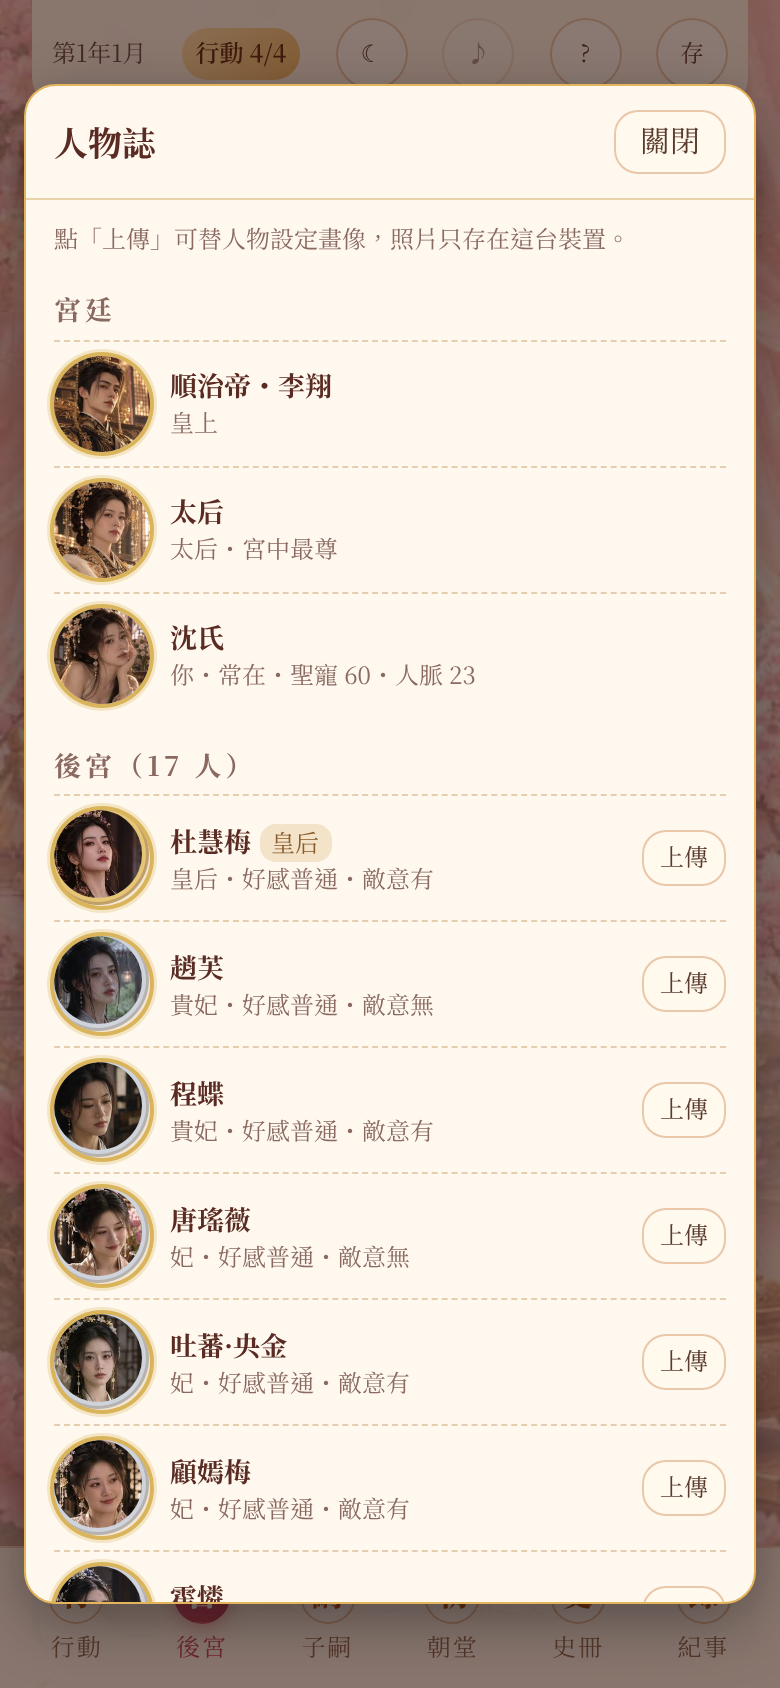 第1年1月
行動 4/4
☾
♪
?
存
人物誌
關閉
點「上傳」可替人物設定畫像，照片只存在這台裝置。
宮廷
順治帝・李翔
皇上
太后
太后・宮中最尊
沈氏
你・常在・聖寵 60・人脈 23
後宮（17 人）
杜慧梅 皇后
皇后・好感普通・敵意有
上傳
趙芙
貴妃・好感普通・敵意無
上傳
程蝶
貴妃・好感普通・敵意有
上傳
唐瑤薇
妃・好感普通・敵意無
上傳
吐蕃·央金
妃・好感普通・敵意有
上傳
顧嫣梅
妃・好感普通・敵意有
上傳
行動
後宮
子嗣
朝堂
史冊
紀事